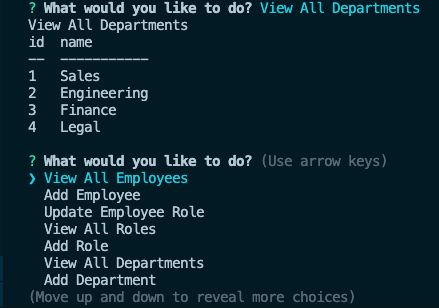 ? What would you like to do? View All Departments
View All Departments
id  name
--  -----------
1   Sales
2   Engineering
3   Finance
4   Legal
? What would you like to do? (Use arrow keys)
❯ View All Employees
  Add Employee
  Update Employee Role
  View All Roles
  Add Role
  View All Departments
  Add Department
(Move up and down to reveal more choices)